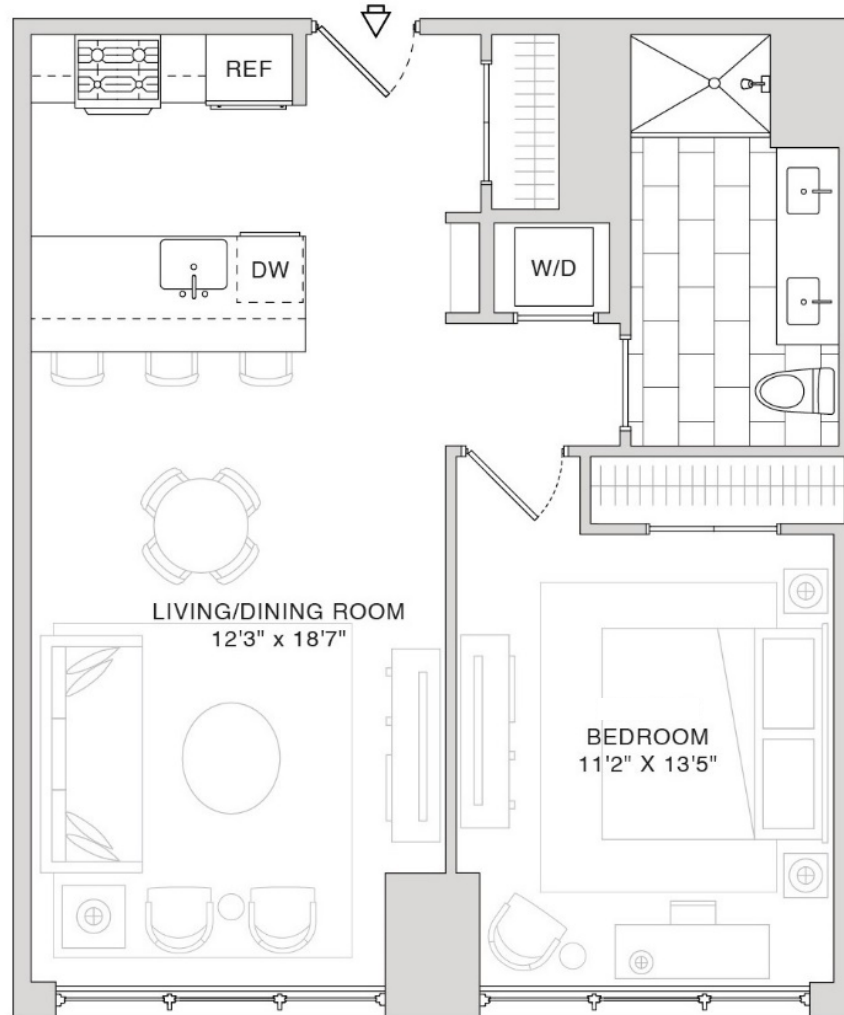 REF
DW
W/D
LIVING/DINING ROOM
12'3" x 18'7"
BEDROOM
11'2" X 13'5"